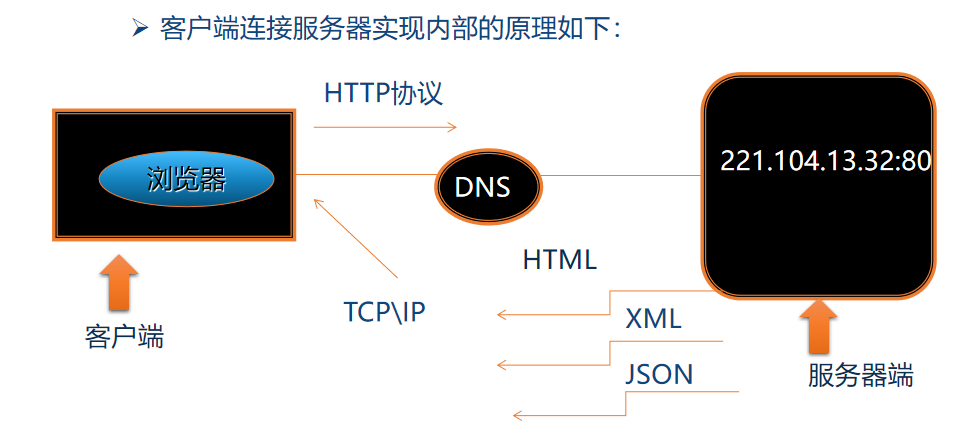 客户端连接服务器实现内部的原理如下：
HTTP协议
浏览器
DNS
221.104.13.32:80
HTML
TCP\IP
XML
客户端
JSON
服务器端